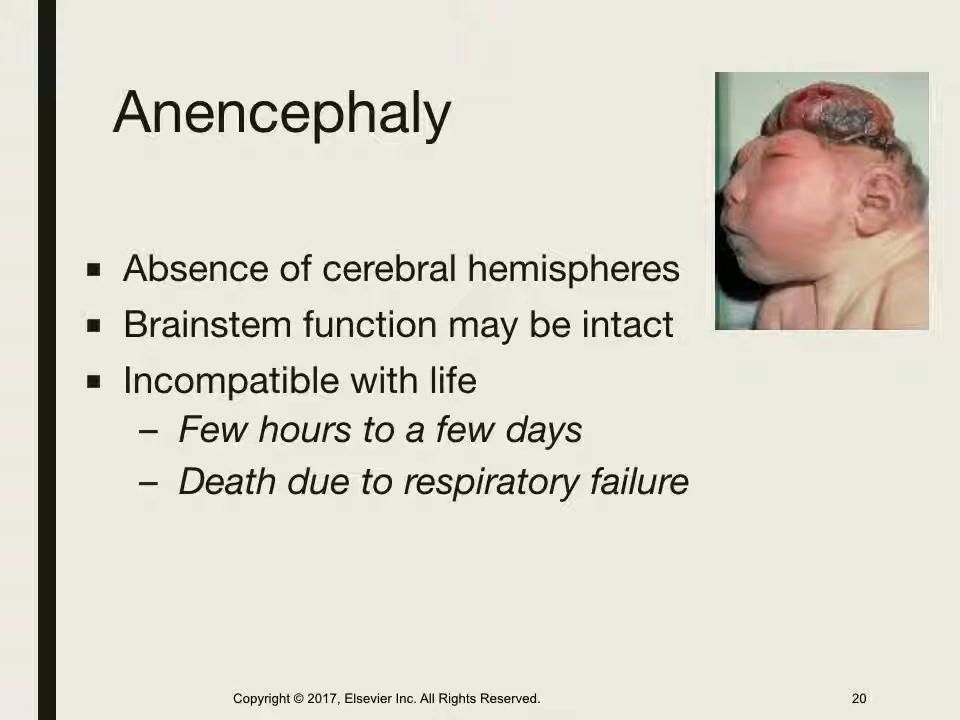 Anencephaly
■ Absence of cerebral hemispheres
■ Brainstem function may be intact
■ Incompatible with life
– Few hours to a few days
– Death due to respiratory failure
Copyright © 2017, Elsevier Inc. All Rights Reserved. 20